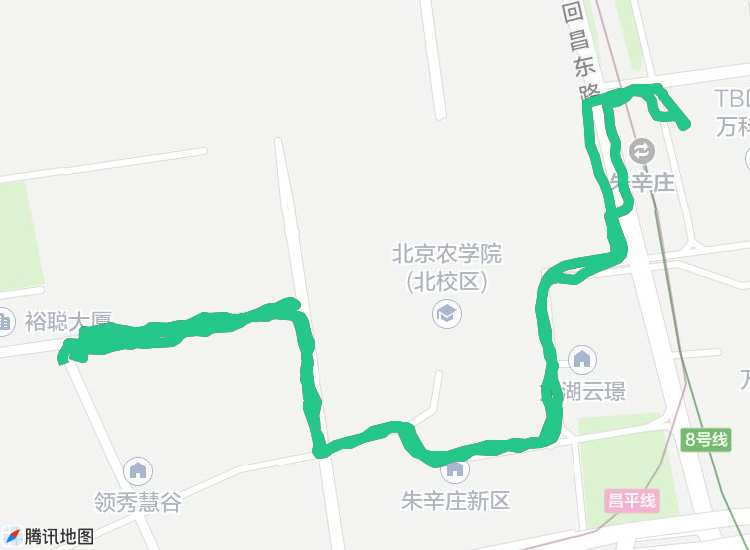 回昌东路
TBD
万科
朱辛庄
北京农学院
(北校区)
裕聪大厦
湖云璟
万
8号线
领秀慧谷
朱辛庄新区
昌平线
腾讯地图